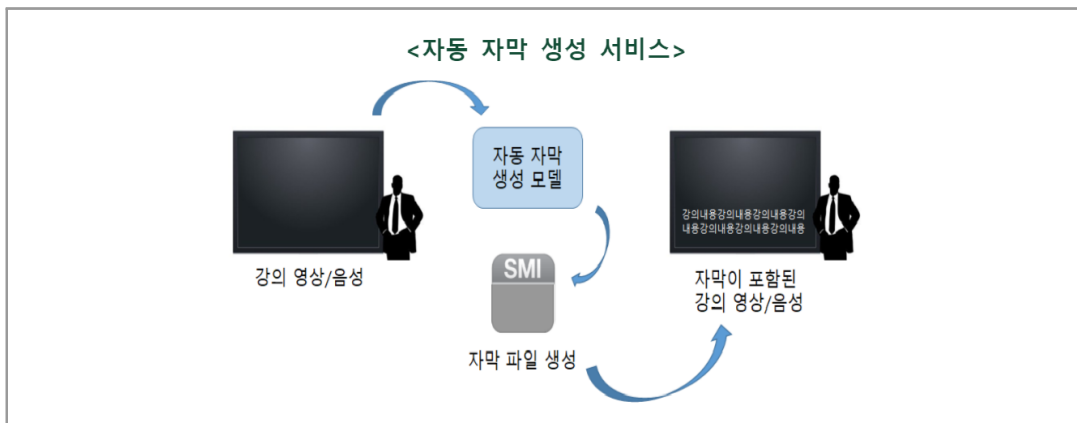 <자동 자막 생성 서비스>
자동 자막
생성 모델
강의내용강의내용강의내용강의
내용강의내용강의내용강의내용
강의 영상/음성
SMI
자막이 포함된
강의 영상/음성
자막 파일 생성